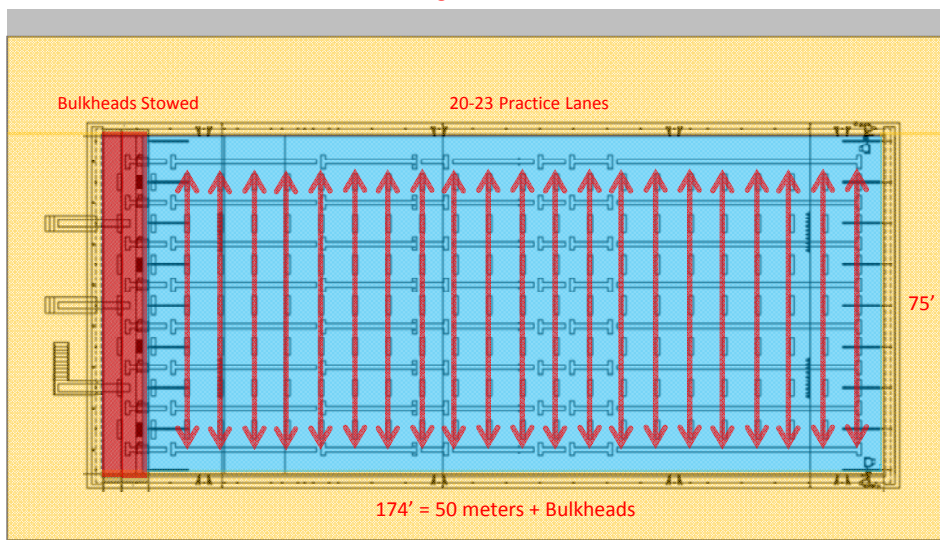 Bulkheads Stowed
20-23 Practice Lanes
75'
174' = 50 meters + Bulkheads